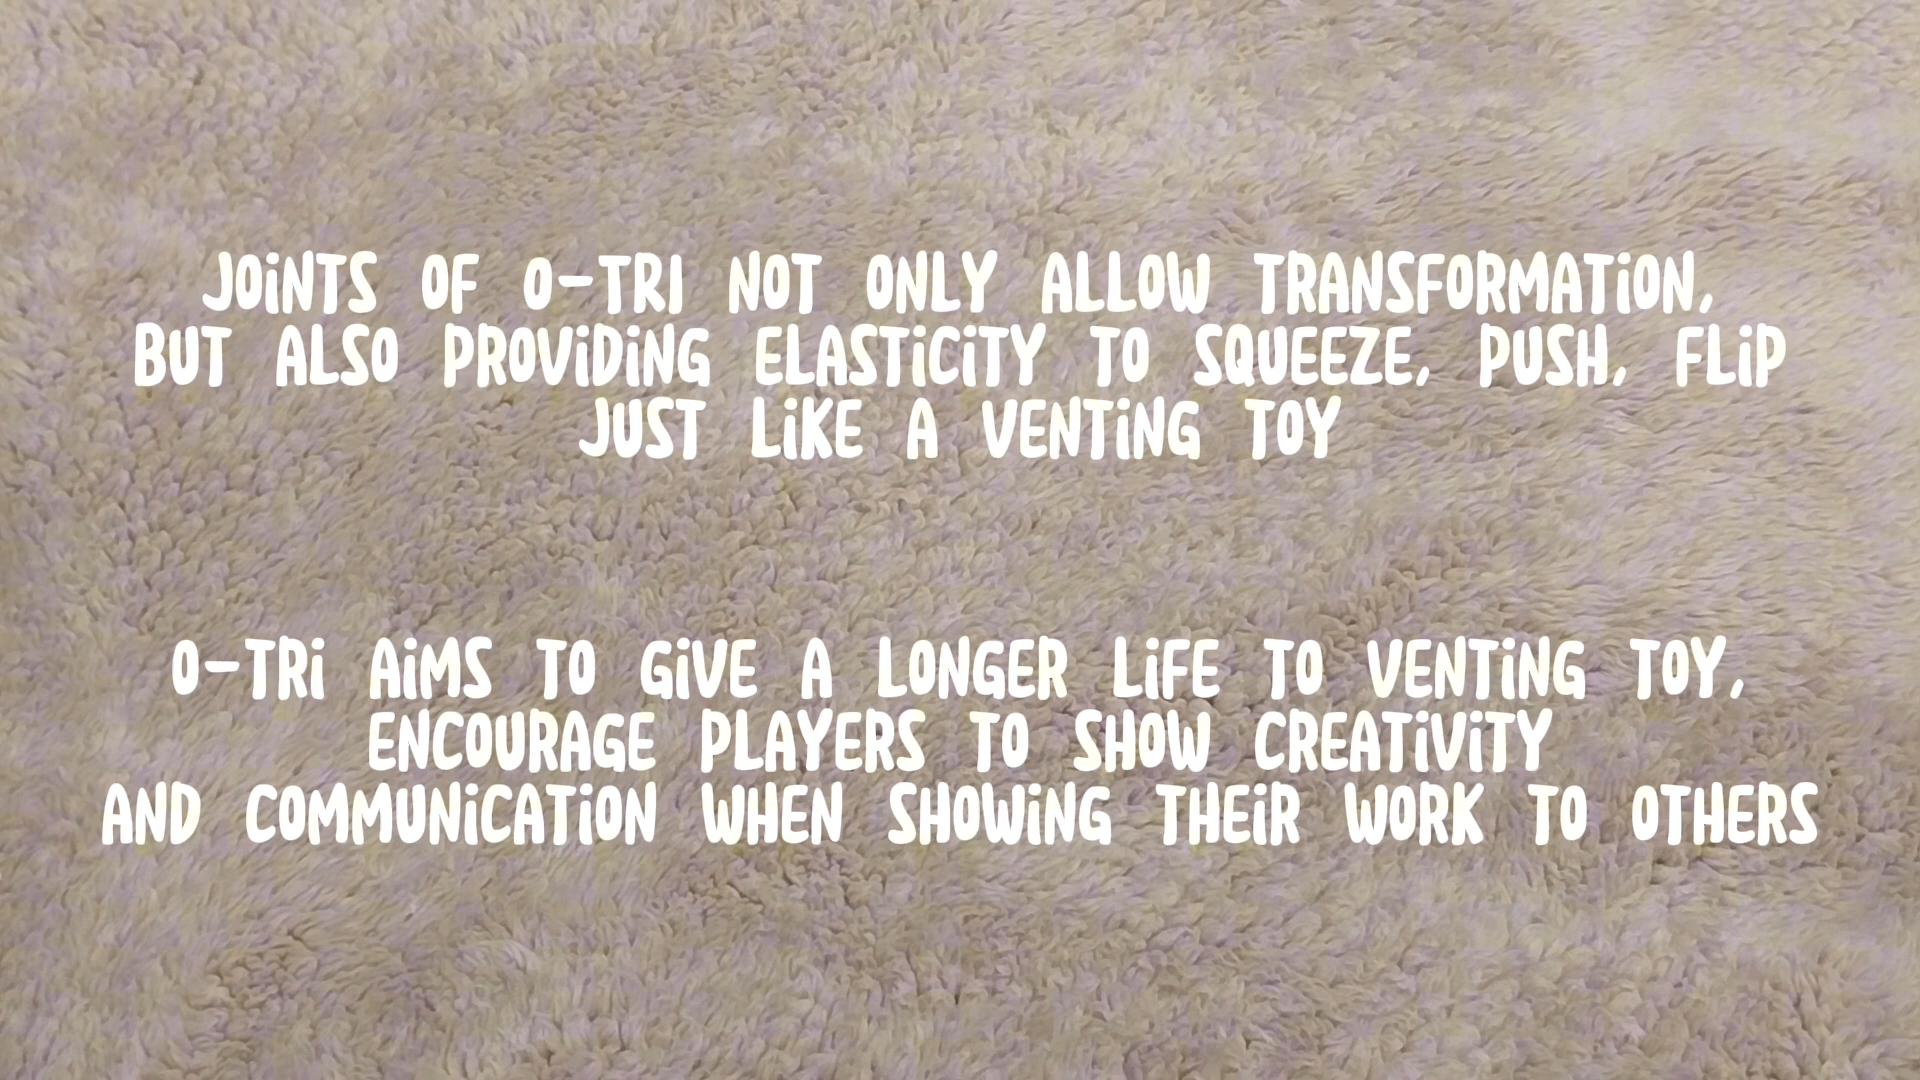 JOiNTS OF O-TRI NOT ONLY ALLOW TRANSFORMATiON,
BUT ALSO PROViDiNG ELASTiCiTY TO SQUEEZE, PUSH, FLiP
JUST LiKE A VENTiNG TOY
O-TRi AiMS TO GiVE A LONGER LiFE TO VENTiNG TOY,
ENCOURAGE PLAYERS TO SHOW CREATiViTY
AND COMMUNiCATiON WHEN SHOWiNG THEiR WORK TO OTHERS